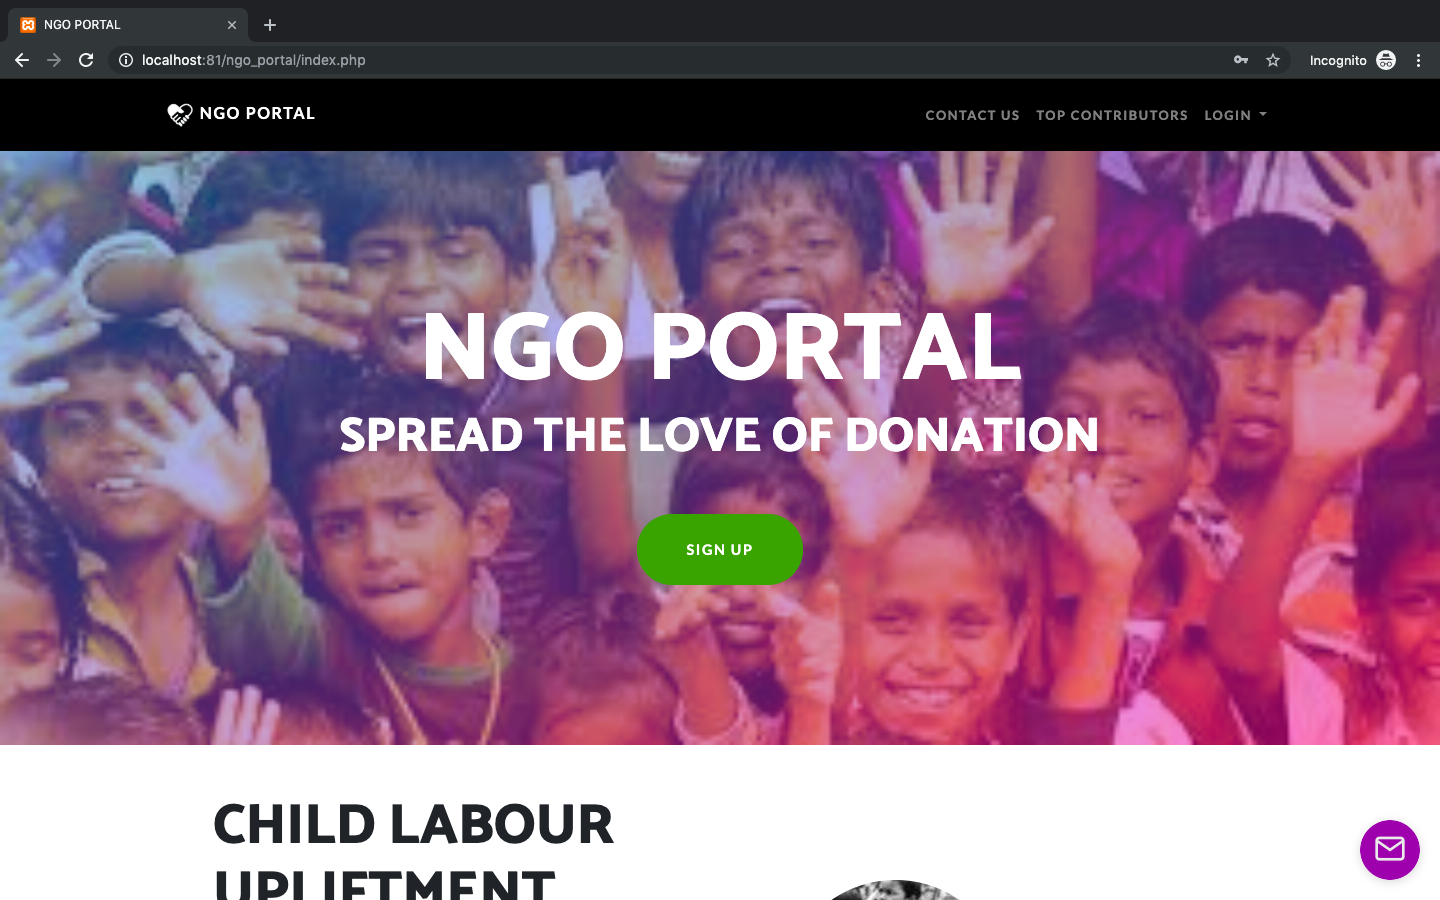 NGO PORTAL
localhost:81/ngo_portal/index.php
Incognito
NGO PORTAL
CONTACT US
TOP CONTRIBUTORS
LOGIN
NGO PORTAL
SPREAD THE LOVE OF DONATION
SIGN UP
CHILD LABOUR
UPLIFTMENT